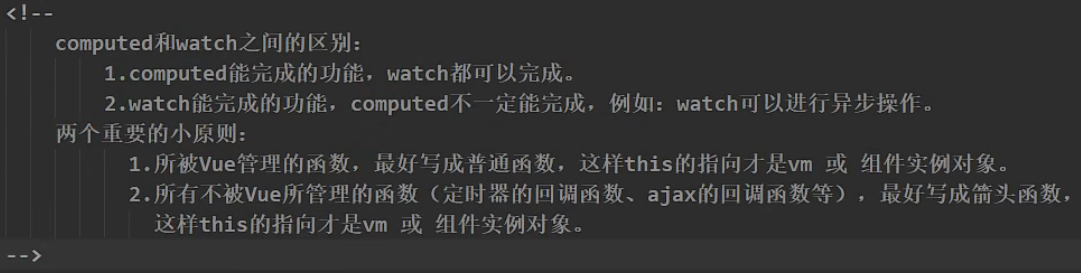 <!--
computed和watch之间的区别：
1.computed能完成的功能，watch都可以完成。
2.watch能完成的功能，computed不一定能完成，例如：watch可以进行异步操作。
两个重要的小原则：
1.所被Vue管理的函数，最好写成普通函数，这样this的指向才是vm 或 组件实例对象。
2.所有不被Vue所管理的函数（定时器的回调函数、ajax的回调函数等），最好写成箭头函数，
这样this的指向才是vm 或 组件实例对象。
-->